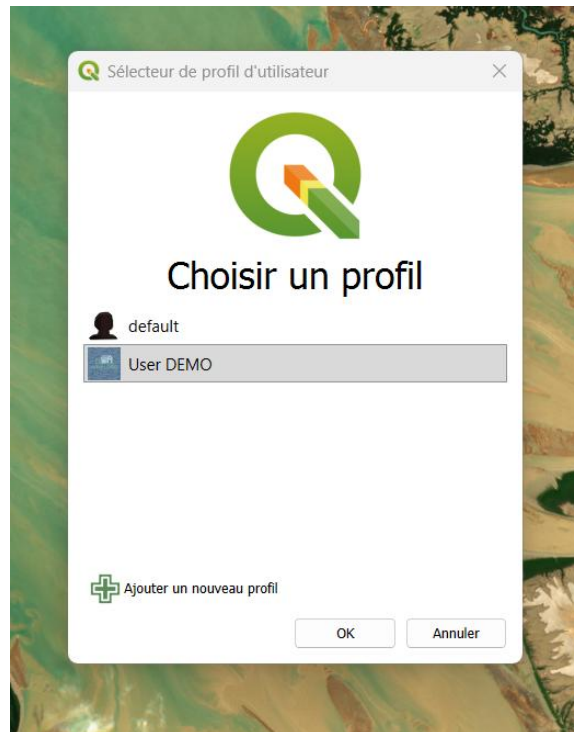 Sélecteur de profil d'utilisateur
Choisir un profil
default
User DEMO
Ajouter un nouveau profil
OK
Annuler